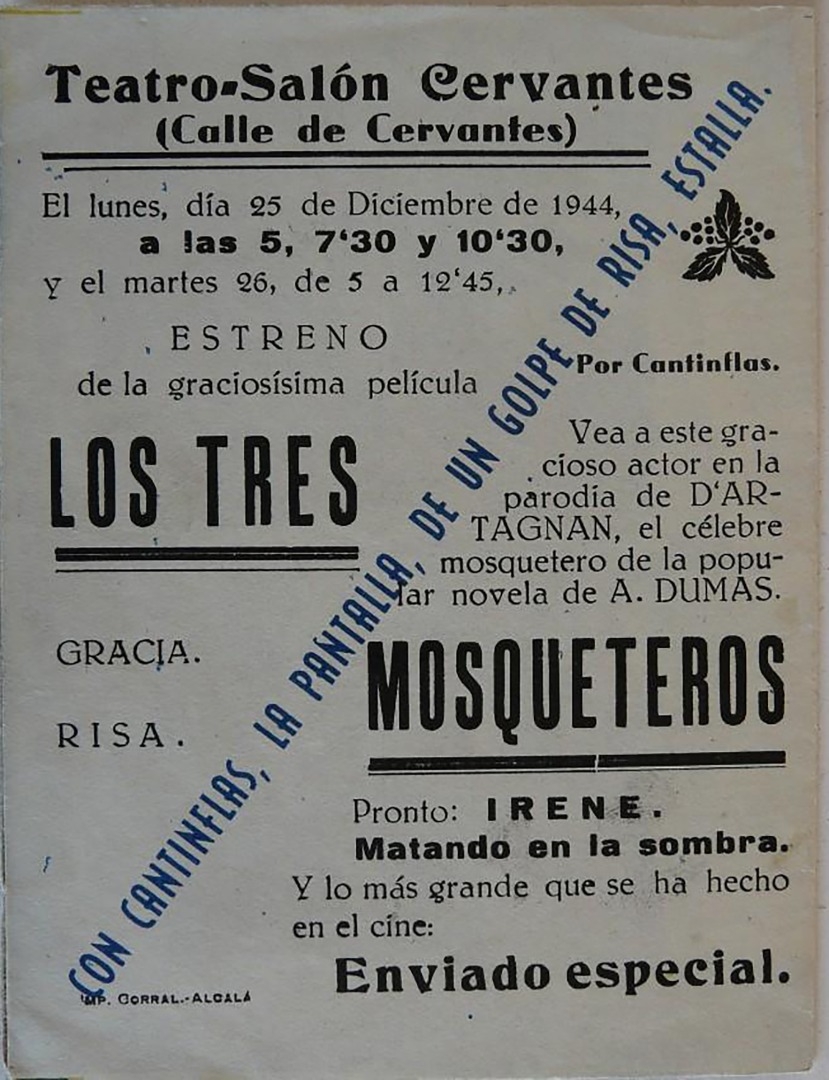 Teatro-Salón Cervantes
(Calle de Cervantes)
El lunes, día 25 de Diciembre de 1944,
a las 5, 7‘30 y 10‘30,
y el martes 26, de 5 a 12‘45,
ESTRENO
de la graciosísima película
LOS TRES
Por Cantinflas.
Vea a este gra-
cioso actor en la
parodia de D‘AR-
TAGNAN, el célebre
mosquetero de la popu-
lar novela de A. DUMAS.
GRACIA.
RISA.
MOSQUETEROS
CON CANTINFLAS, LA PANTALLA, DE UN GOLPE DE RISA, ESTALLA.
Pronto: IRENE.
Matando en la sombra.
Y lo más grande que se ha hecho
en el cine:
Enviado especial.
IMP. CORRAL.-ALCALÁ